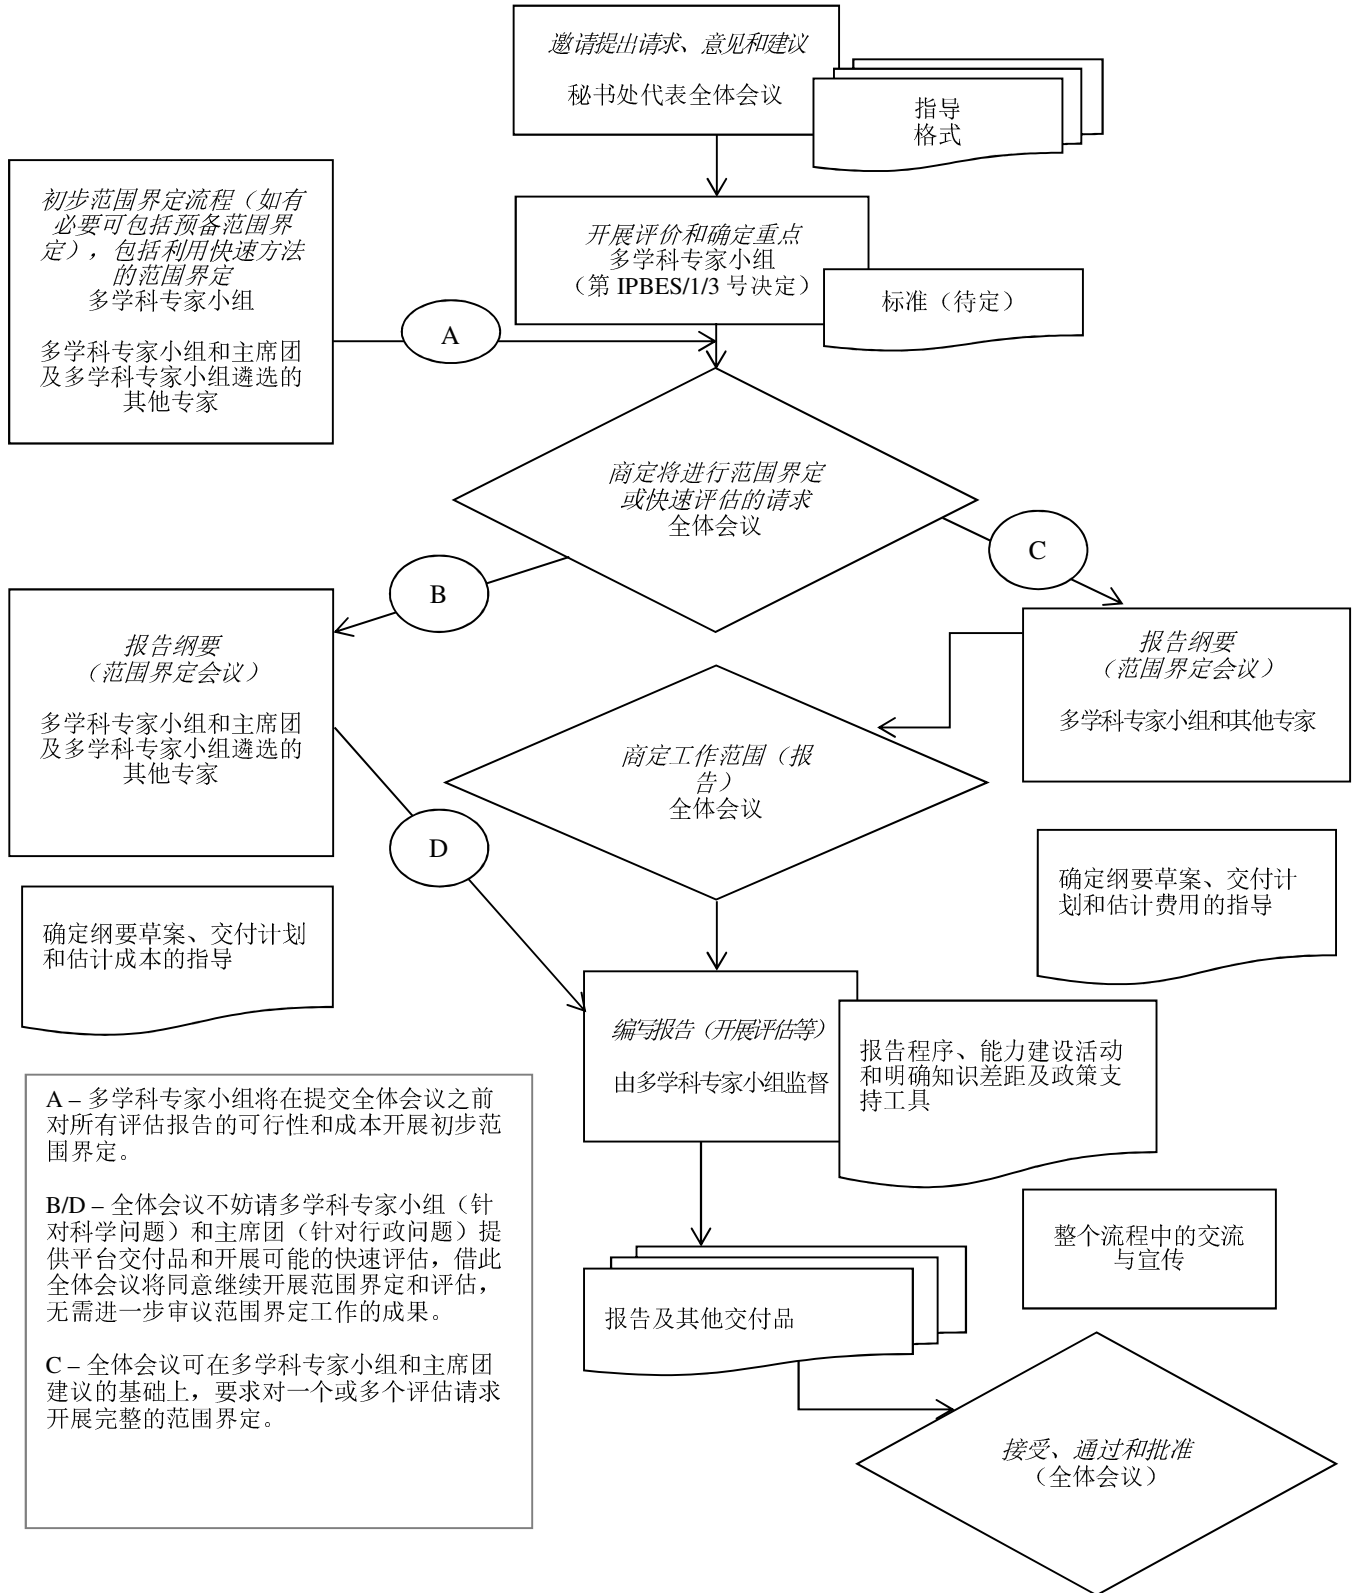 邀请提出请求、意见和建议
秘书处代表全体会议
指导
格式
初步范围界定流程（如有
必要可包括预备范围界
定），包括利用快速方法
的范围界定
多学科专家小组
多学科专家小组和主席团
及多学科专家小组遴选的
其他专家
开展评价和确定重点
多学科专家小组
（第 IPBES/1/3 号决定）
标准（待定）
A
商定将进行范围界定
或快速评估的请求
全体会议
B
C
报告纲要
（范围界定会议）
多学科专家小组和主席团
及多学科专家小组遴选的
其他专家
报告纲要
（范围界定会议）
多学科专家小组和其他专家
商定工作范围（报
告）
全体会议
D
确定纲要草案、交付计划
和估计成本的指导
确定纲要草案、交付计
划和估计费用的指导
编写报告（开展评估等）
由多学科专家小组监督
报告程序、能力建设活动
和明确知识差距及政策支
持工具
A – 多学科专家小组将在提交全体会议之前
对所有评估报告的可行性和成本开展初步范
围界定。
B/D – 全体会议不妨请多学科专家小组（针
对科学问题）和主席团（针对行政问题）提
供平台交付品和开展可能的快速评估，借此
全体会议将同意继续开展范围界定和评估，
无需进一步审议范围界定工作的成果。
C – 全体会议可在多学科专家小组和主席团
建议的基础上，要求对一个或多个评估请求
开展完整的范围界定。
整个流程中的交流
与宣传
报告及其他交付品
接受、通过和批准
（全体会议）